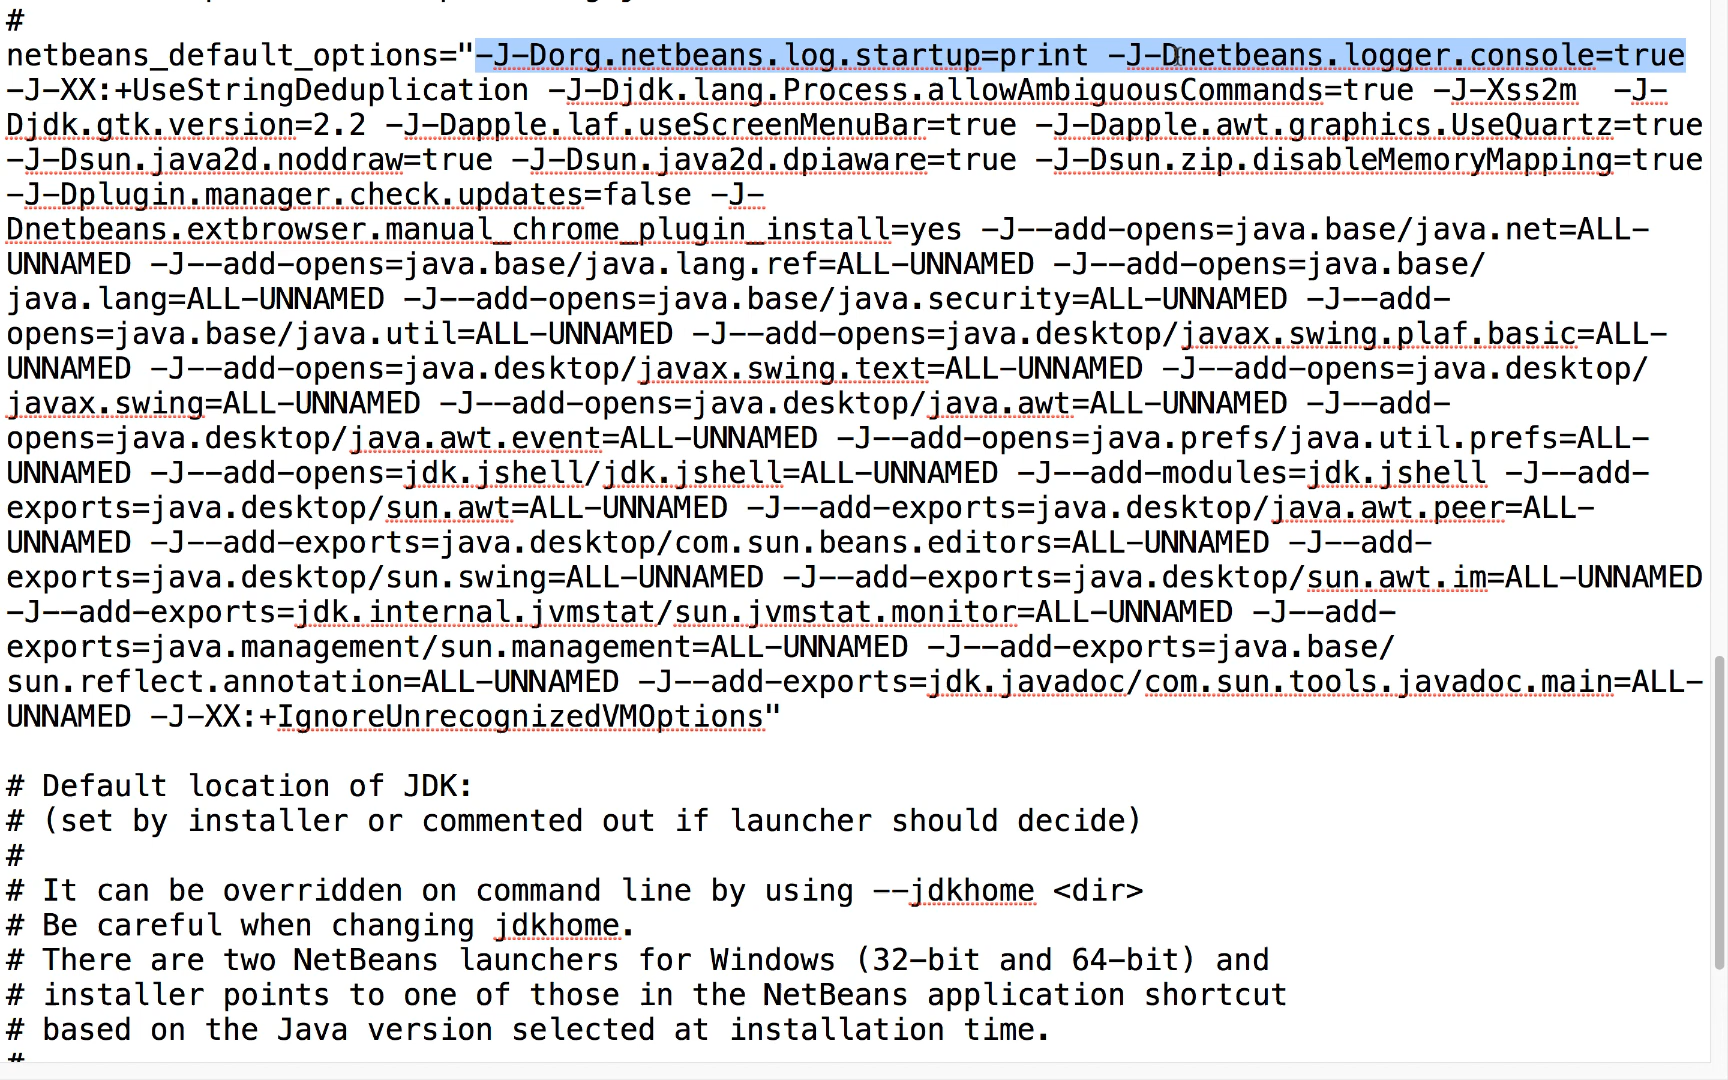 #
netbeans_default_options="-J-Dorg.netbeans.log.startup=print -J-Dnetbeans.logger.console=true
-J-XX:+UseStringDeduplication -J-Djdk.lang.Process.allowAmbiguousCommands=true -J-Xss2m  -J-
Djdk.gtk.version=2.2 -J-Dapple.laf.useScreenMenuBar=true -J-Dapple.awt.graphics.UseQuartz=true
-J-Dsun.java2d.noddraw=true -J-Dsun.java2d.dpiaware=true -J-Dsun.zip.disableMemoryMapping=true
-J-Dplugin.manager.check.updates=false -J-
Dnetbeans.extbrowser.manual_chrome_plugin_install=yes -J--add-opens=java.base/java.net=ALL-
UNNAMED -J--add-opens=java.base/java.lang.ref=ALL-UNNAMED -J--add-opens=java.base/
java.lang=ALL-UNNAMED -J--add-opens=java.base/java.security=ALL-UNNAMED -J--add-
opens=java.base/java.util=ALL-UNNAMED -J--add-opens=java.desktop/javax.swing.plaf.basic=ALL-
UNNAMED -J--add-opens=java.desktop/javax.swing.text=ALL-UNNAMED -J--add-opens=java.desktop/
javax.swing=ALL-UNNAMED -J--add-opens=java.desktop/java.awt=ALL-UNNAMED -J--add-
opens=java.desktop/java.awt.event=ALL-UNNAMED -J--add-opens=java.prefs/java.util.prefs=ALL-
UNNAMED -J--add-opens=jdk.jshell/jdk.jshell=ALL-UNNAMED -J--add-modules=jdk.jshell -J--add-
exports=java.desktop/sun.awt=ALL-UNNAMED -J--add-exports=java.desktop/java.awt.peer=ALL-
UNNAMED -J--add-exports=java.desktop/com.sun.beans.editors=ALL-UNNAMED -J--add-
exports=java.desktop/sun.swing=ALL-UNNAMED -J--add-exports=java.desktop/sun.awt.im=ALL-UNNAMED
-J--add-exports=jdk.internal.jvmstat/sun.jvmstat.monitor=ALL-UNNAMED -J--add-
exports=java.management/sun.management=ALL-UNNAMED -J--add-exports=java.base/
sun.reflect.annotation=ALL-UNNAMED -J--add-exports=jdk.javadoc/com.sun.tools.javadoc.main=ALL-
UNNAMED -J-XX:+IgnoreUnrecognizedVMOptions"
# Default location of JDK:
# (set by installer or commented out if launcher should decide)
#
# It can be overridden on command line by using --jdkhome <dir>
# Be careful when changing jdkhome.
# There are two NetBeans launchers for Windows (32-bit and 64-bit) and
# installer points to one of those in the NetBeans application shortcut
# based on the Java version selected at installation time.
#